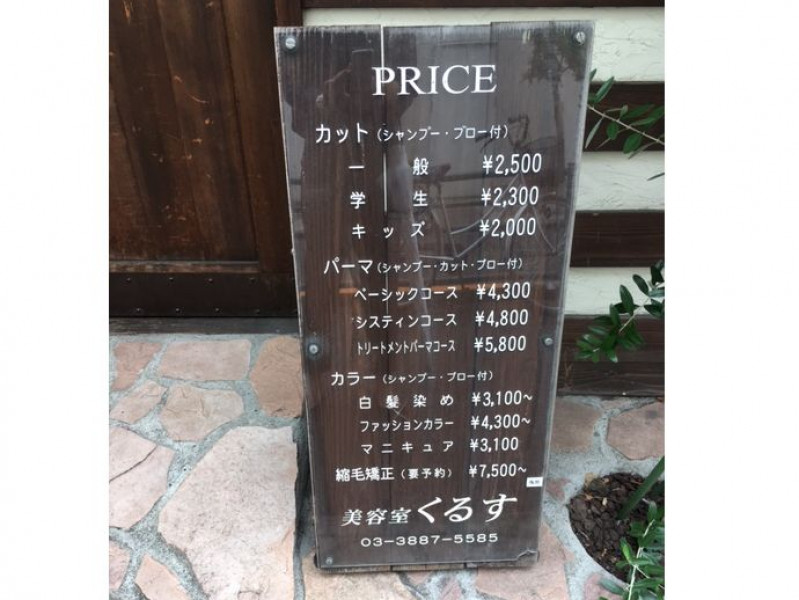 PRICE
カット(シャンプー・ブロー付)
一般 ¥2,500
学生 ¥2,300
キッズ ¥2,000
パーマ(シャンプー・カット・ブロー付)
ベーシックコース ¥4,300
システィンコース ¥4,800
トリートメントパーマコース ¥5,800
カラー(シャンプー・ブロー付)
白髪染め ¥3,100~
ファッションカラー ¥4,300~
マニキュア ¥3,100
縮毛矯正(要予約) ¥7,500~
美容室くるす
03-3887-5585